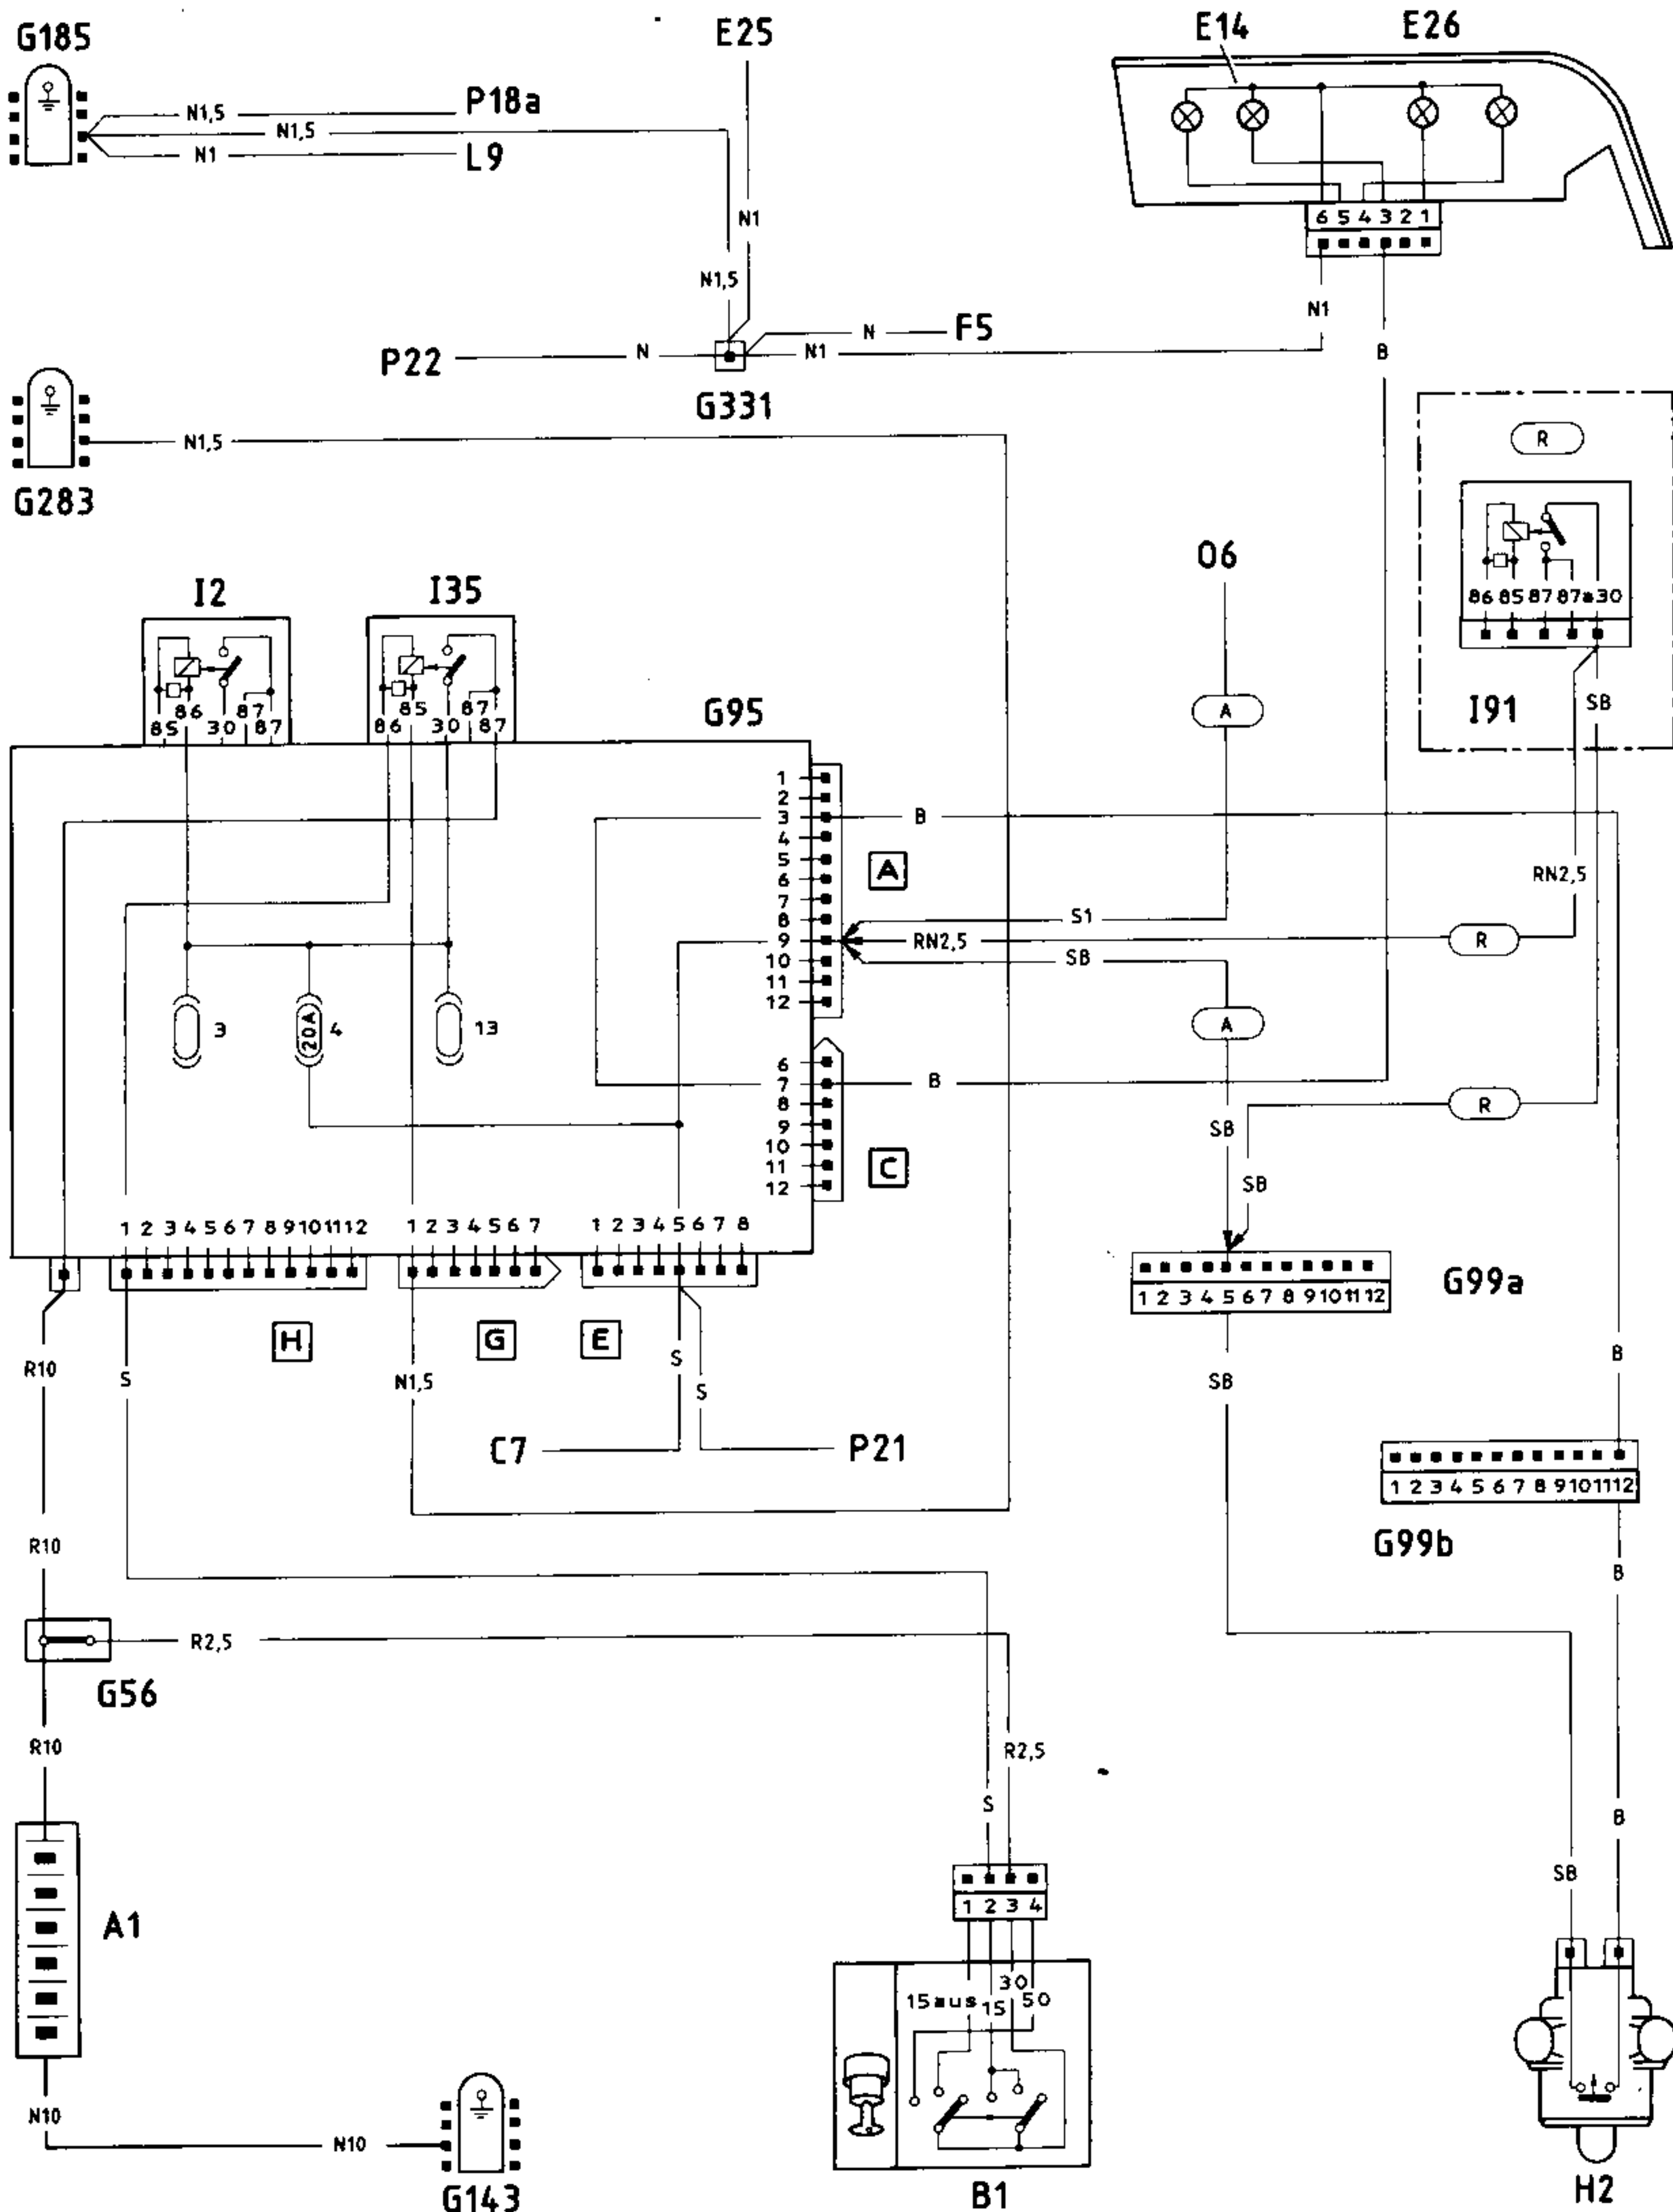 G185
E25
E14
E26
N1,5
P18a
N1,5
N1
L9
N1
6 5 4 3 2 1
N1,5
N1
P22
N
N
F5
N1
B
G331
G283
N1,5
R
I2
I35
O6
86 85 87 87a 30
I91
SB
85 86 30 87 87
86 85 30 87 87
G95
A
1
2
3
4
5
6
7
8
9
10
11
12
B
A
RN2,5
S1
RN2,5
R
SB
A
3
20A
4
13
6
7
8
9
10
11
12
B
C
R
SB
SB
1 2 3 4 5 6 7 8 9 10 11 12
1 2 3 4 5 6 7
1 2 3 4 5 6 7 8
G99a
1 2 3 4 5 6 7 8 9 10 11 12
H
G
E
R10
S
N1,5
S
S
SB
B
C7
P21
1 2 3 4 5 6 7 8 9 10 11 12
G99b
R10
B
R2,5
G56
R10
R2,5
S
B
SB
1 2 3 4
A1
30
15aus 15 50
N10
N10
G143
B1
H2